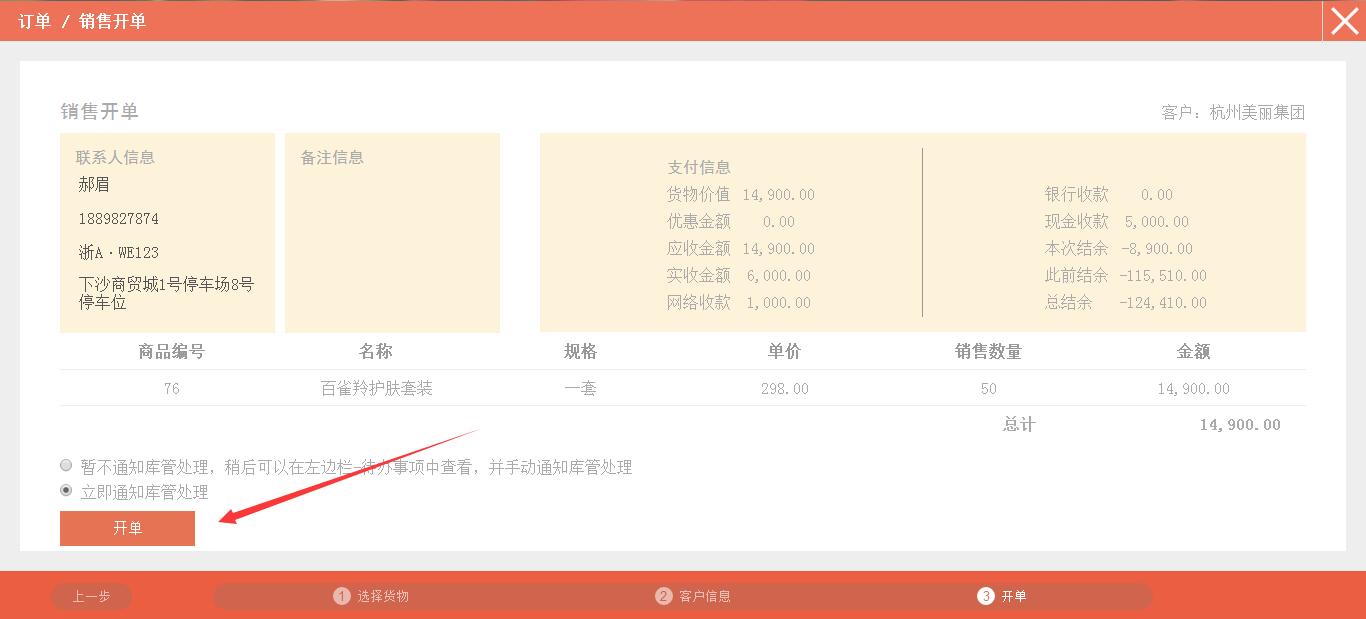 订单 / 销售开单
销售开单
客户：杭州美丽集团
联系人信息
郝眉
1889827874
浙A·WE123
下沙商贸城1号停车场8号
停车位
备注信息
支付信息
货物价值 14,900.00
优惠金额 0.00
应收金额 14,900.00
实收金额 6,000.00
网络收款 1,000.00
银行收款 0.00
现金收款 5,000.00
本次结余 -8,900.00
此前结余 -115,510.00
总结余 -124,410.00
商品编号 名称 规格 单价 销售数量 金额
76 百雀羚护肤套装 一套 298.00 50 14,900.00
总计 14,900.00
暂不通知库管处理，稍后可以在左边栏-待办事项中查看，并手动通知库管处理
立即通知库管处理
开单
上一步 1 选择货物 2 客户信息 3 开单